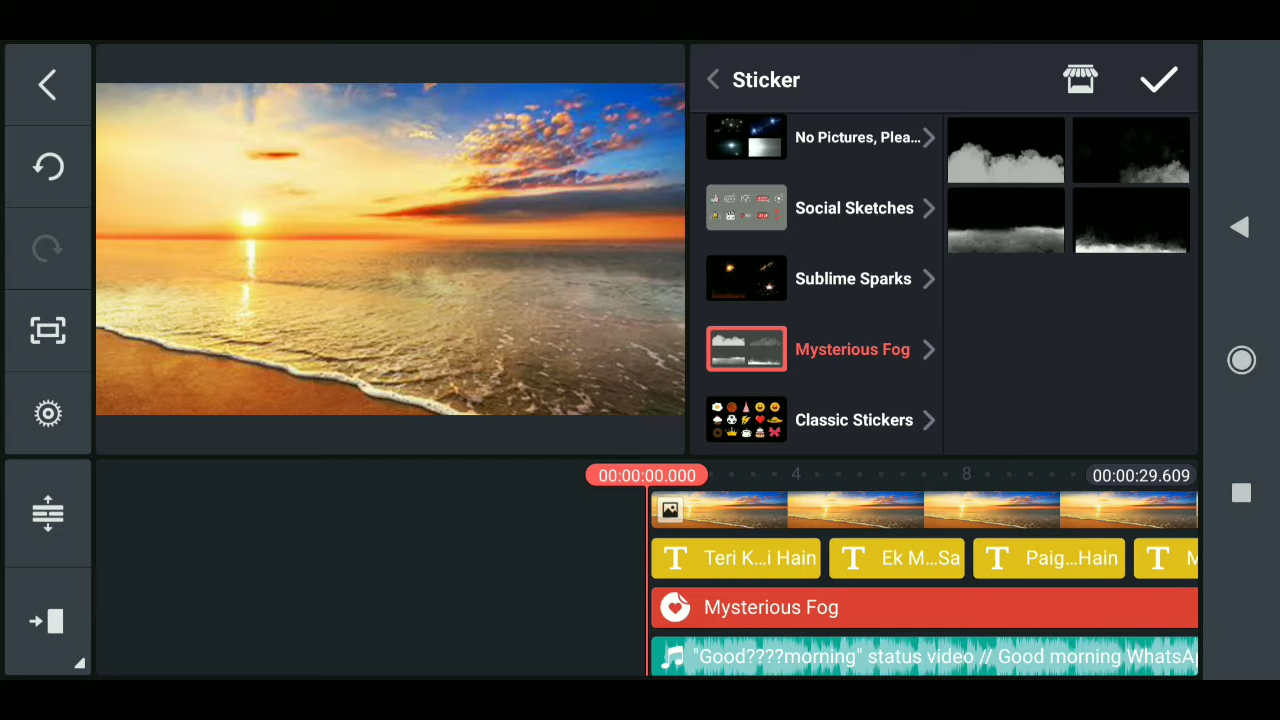 Sticker
No Pictures, Plea...
Social Sketches
Sublime Sparks
Mysterious Fog
Classic Stickers
00:00:00.000
4
8
00:00:29.609
T Teri K...i Hain
T Ek M...Sa
T Paig...Hain
T M
Mysterious Fog
"Good????morning" status video // Good morning WhatsAp